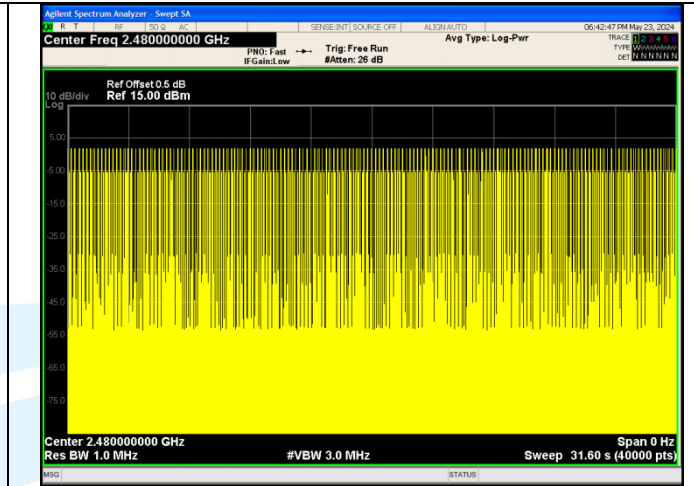 Agilent Spectrum Analyzer - Swept SA
R T RF 50 Ω AC SENSE:INT SOURCE OFF ALIGN AUTO 06:42:47 PM May 23, 2024
Center Freq 2.480000000 GHz
PNO: Fast
IFGain:Low
Trig: Free Run
#Atten: 26 dB
Avg Type: Log-Pwr
TRACE 1 2 3 4 5 6
TYPE
DET N N N N N N
Ref Offset 0.5 dB
10 dB/div Ref 15.00 dBm
Log
5.00
-5.00
-15.0
-25.0
-35.0
-45.0
-55.0
-65.0
-75.0
Center 2.480000000 GHz Span 0 Hz
Res BW 1.0 MHz #VBW 3.0 MHz Sweep 31.60 s (40000 pts)
MSG STATUS